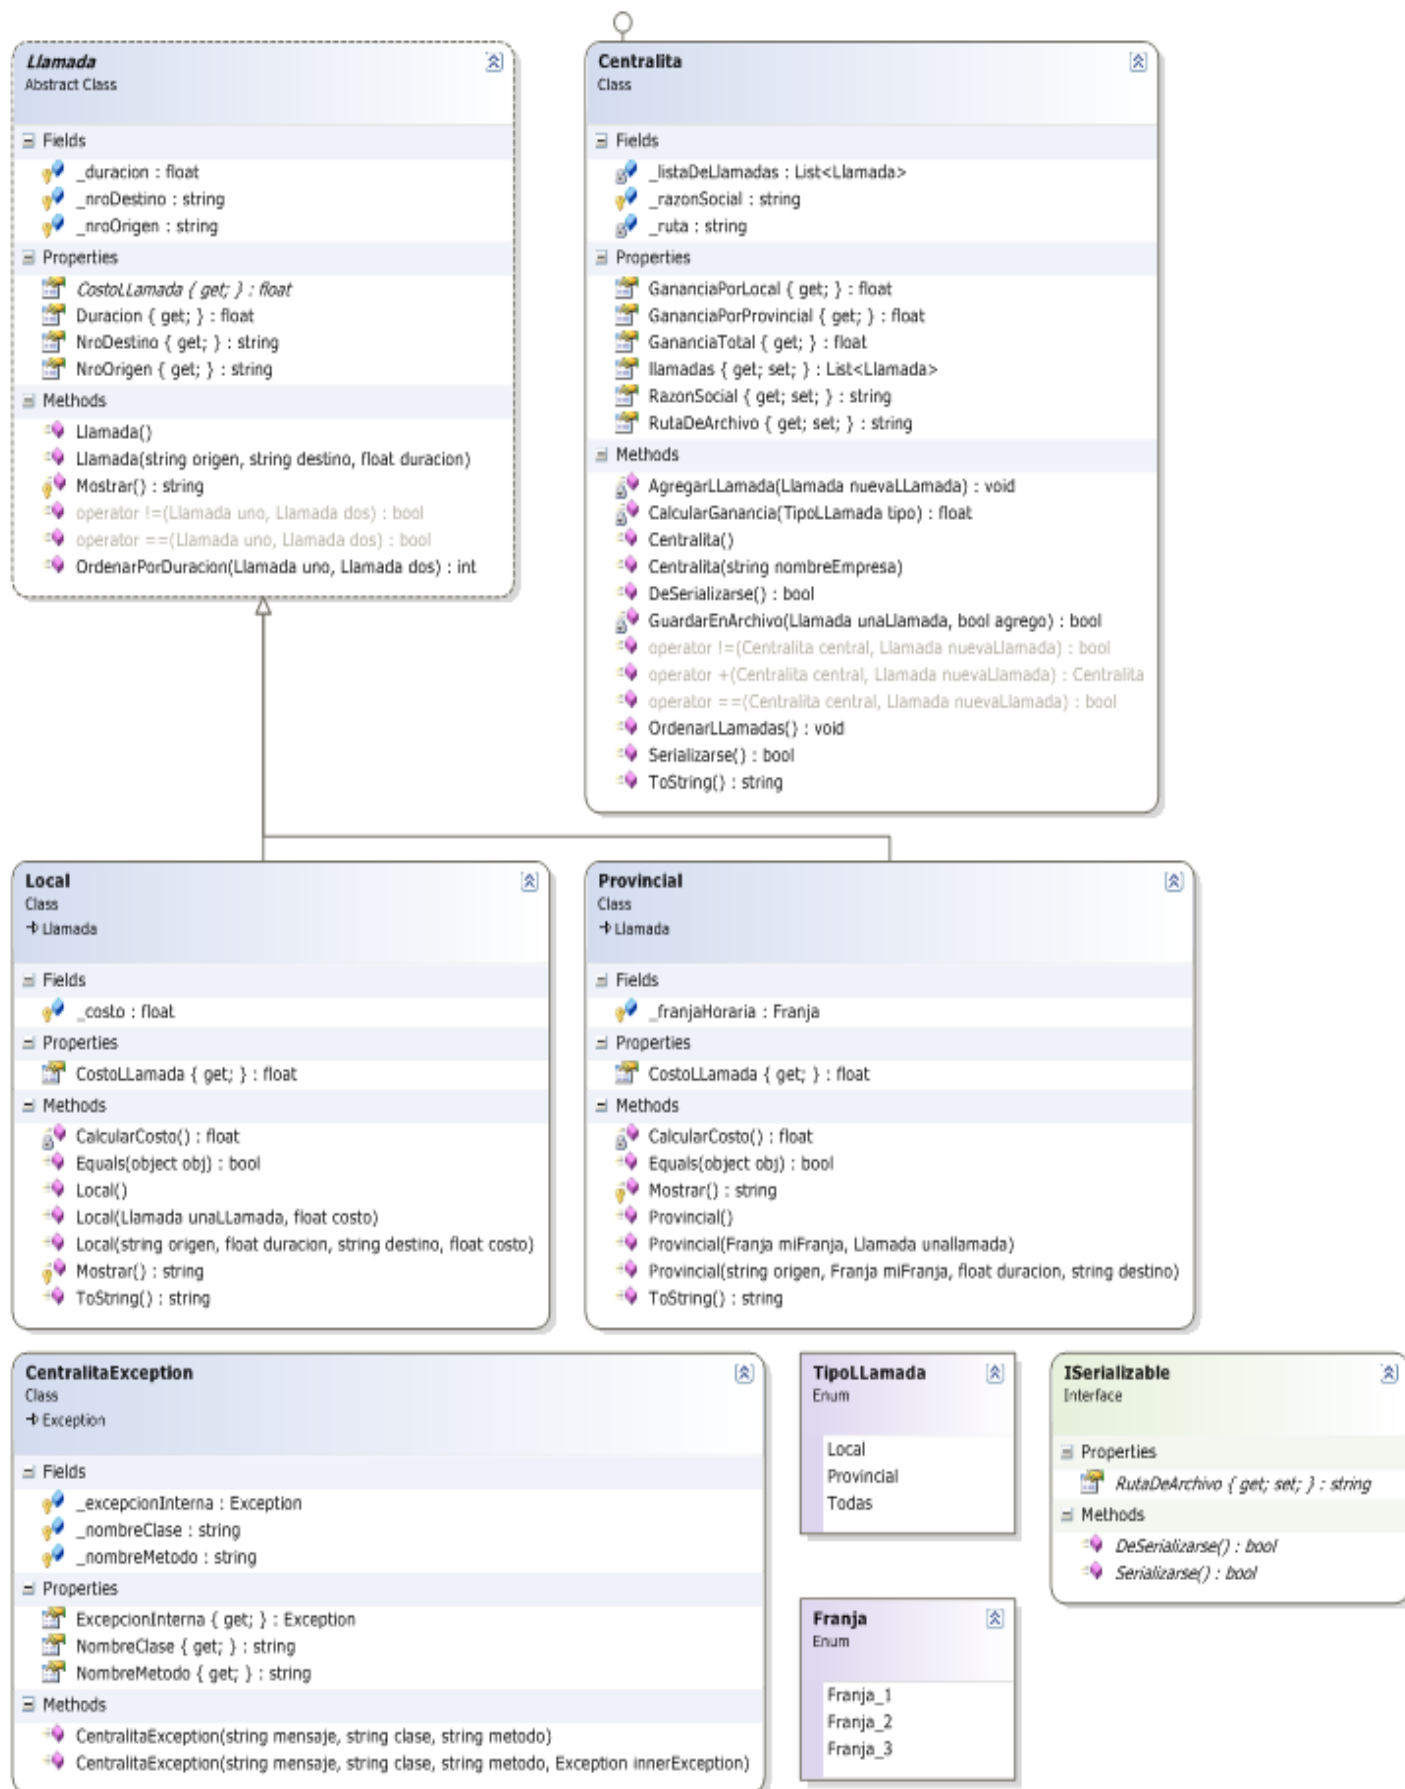 Llamada
Abstract Class
Fields
_duracion : float
_nroDestino : string
_nroOrigen : string
Properties
CostoLLamada { get; } : float
Duracion { get; } : float
NroDestino { get; } : string
NroOrigen { get; } : string
Methods
Llamada()
Llamada(string origen, string destino, float duracion)
Mostrar() : string
operator !=(Llamada uno, Llamada dos) : bool
operator ==(Llamada uno, Llamada dos) : bool
OrdenarPorDuracion(Llamada uno, Llamada dos) : int
Centralita
Class
Fields
_listaDeLlamadas : List<Llamada>
_razonSocial : string
_ruta : string
Properties
GananciaPorLocal { get; } : float
GananciaPorProvincial { get; } : float
GananciaTotal { get; } : float
llamadas { get; set; } : List<Llamada>
RazonSocial { get; set; } : string
RutaDeArchivo { get; set; } : string
Methods
AgregarLLamada(Llamada nuevaLLamada) : void
CalcularGanancia(TipoLLamada tipo) : float
Centralita()
Centralita(string nombreEmpresa)
DeSerializarse() : bool
GuardarEnArchivo(Llamada unaLlamada, bool agrego) : bool
operator !=(Centralita central, Llamada nuevaLlamada) : bool
operator +(Centralita central, Llamada nuevaLlamada) : Centralita
operator ==(Centralita central, Llamada nuevaLlamada) : bool
OrdenarLLamadas() : void
Serializarse() : bool
ToString() : string
Local
Class
Llamada
Fields
_costo : float
Properties
CostoLLamada { get; } : float
Methods
CalcularCosto() : float
Equals(object obj) : bool
Local()
Local(Llamada unaLLamada, float costo)
Local(string origen, float duracion, string destino, float costo)
Mostrar() : string
ToString() : string
Provincial
Class
Llamada
Fields
_franjaHoraria : Franja
Properties
CostoLLamada { get; } : float
Methods
CalcularCosto() : float
Equals(object obj) : bool
Mostrar() : string
Provincial()
Provincial(Franja miFranja, Llamada unallamada)
Provincial(string origen, Franja miFranja, float duracion, string destino)
ToString() : string
CentralitaException
Class
Exception
Fields
_excepcionInterna : Exception
_nombreClase : string
_nombreMetodo : string
Properties
ExcepcionInterna { get; } : Exception
NombreClase { get; } : string
NombreMetodo { get; } : string
Methods
CentralitaException(string mensaje, string clase, string metodo)
CentralitaException(string mensaje, string clase, string metodo, Exception innerException)
TipoLLamada
Enum
Local
Provincial
Todas
Franja
Enum
Franja_1
Franja_2
Franja_3
ISerializable
Interface
Properties
RutaDeArchivo { get; set; } : string
Methods
DeSerializarse() : bool
Serializarse() : bool